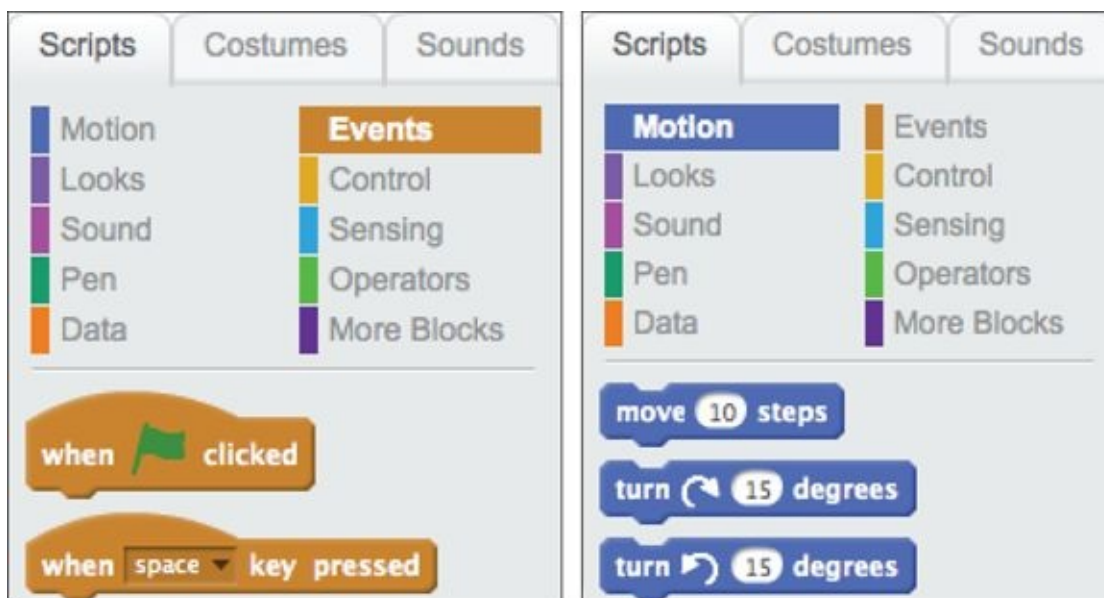 Scripts Costumes Sounds
Motion Events
Looks Control
Sound Sensing
Pen Operators
Data More Blocks
when clicked
when space key pressed
Scripts Costumes Sounds
Motion Events
Looks Control
Sound Sensing
Pen Operators
Data More Blocks
move 10 steps
turn 15 degrees
turn 15 degrees